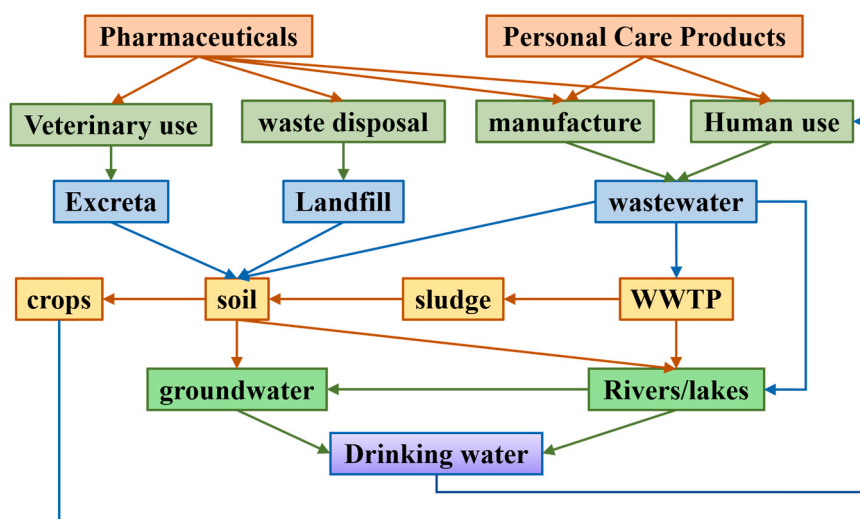 Pharmaceuticals
Personal Care Products
Veterinary use
waste disposal
manufacture
Human use
Excreta
Landfill
wastewater
crops
soil
sludge
WWTP
groundwater
Rivers/lakes
Drinking water